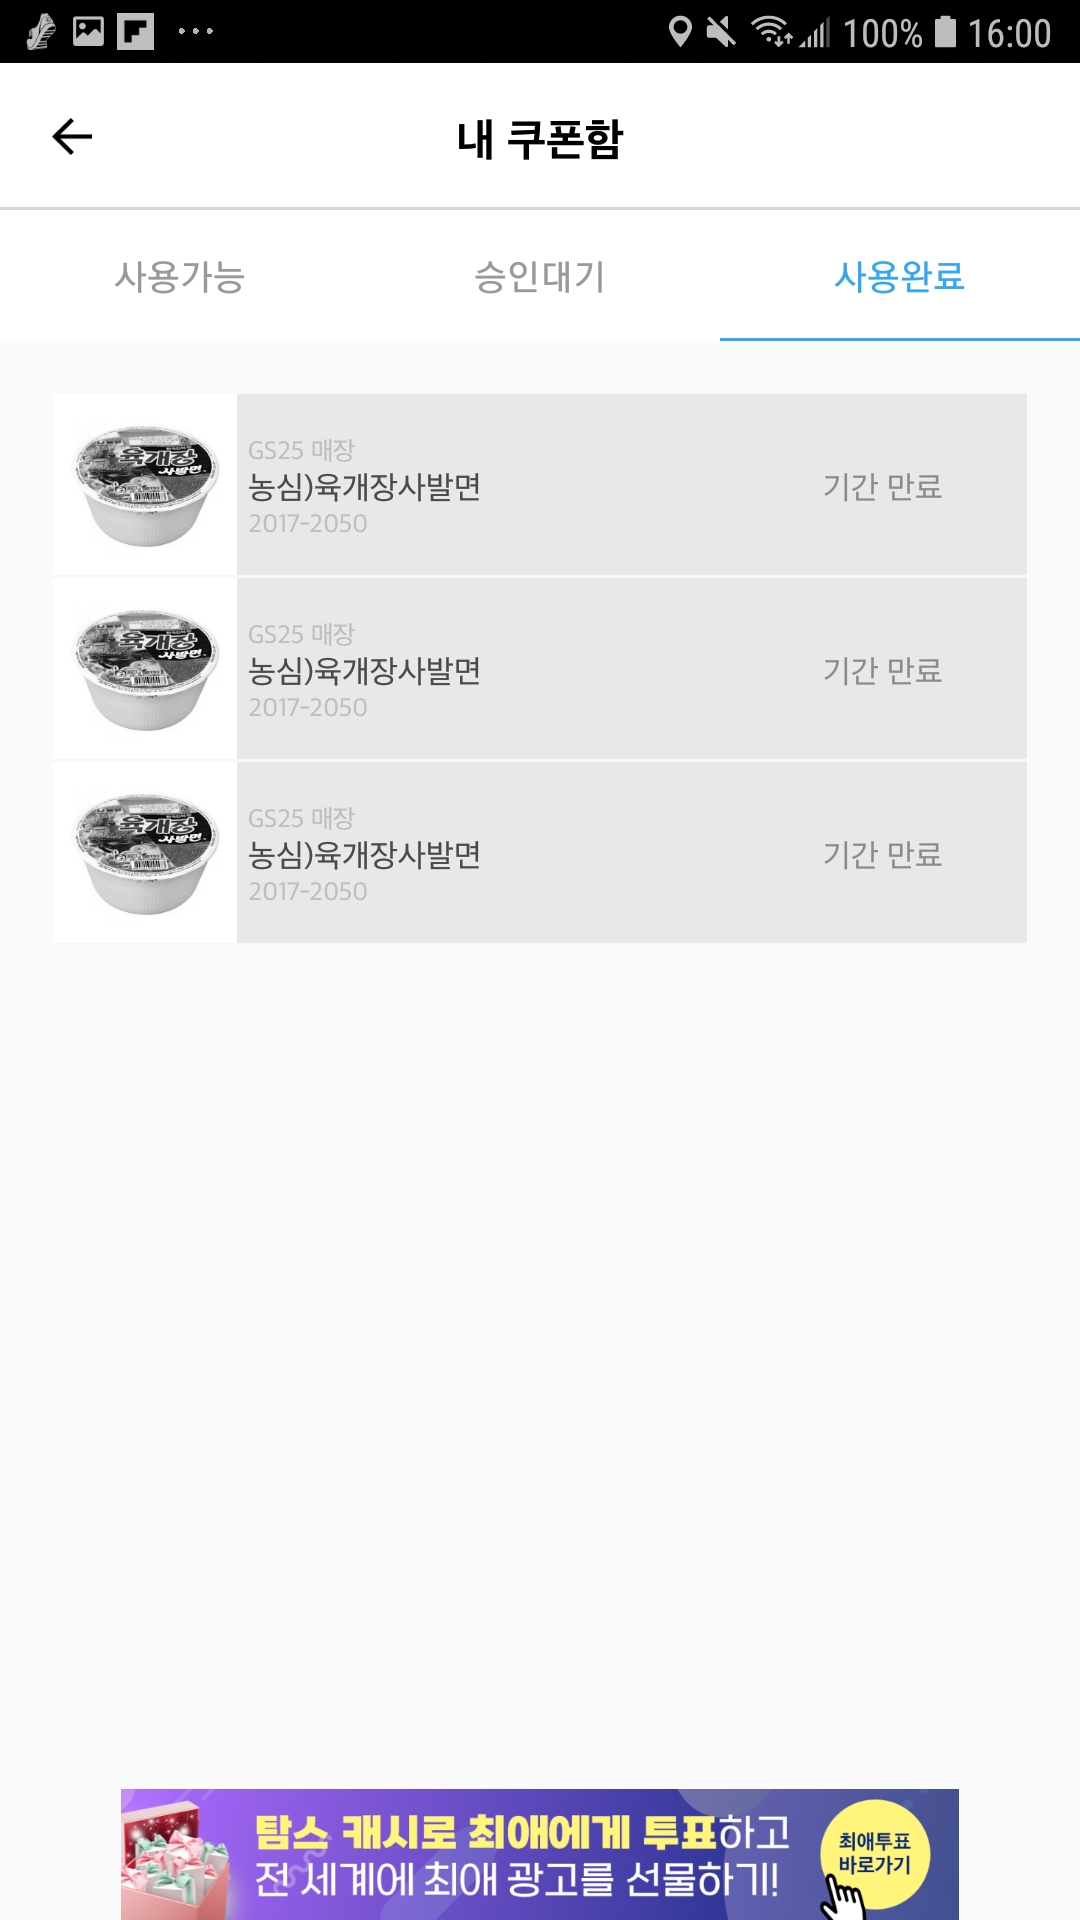 100% 16:00
내 쿠폰함
사용가능 승인대기 사용완료
GS25 매장
농심)육개장사발면 기간 만료
2017-2050
육개장
사발면
GS25 매장
농심)육개장사발면 기간 만료
2017-2050
육개장
사발면
GS25 매장
농심)육개장사발면 기간 만료
2017-2050
육개장
사발면
탐스 캐시로 최애에게 투표하고
전 세계에 최애 광고를 선물하기!
최애투표
바로가기